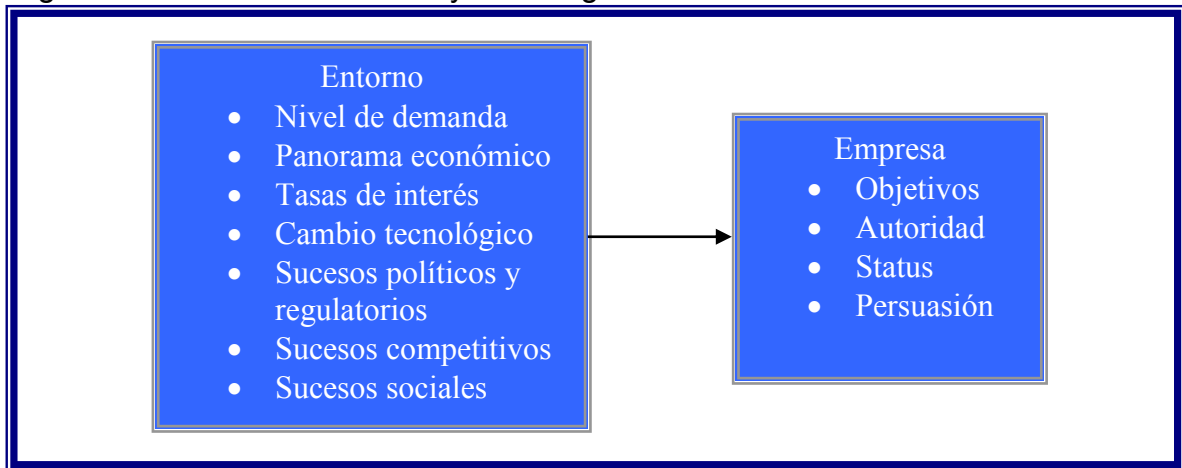 Entorno
• Nivel de demanda
• Panorama económico
• Tasas de interés
• Cambio tecnológico
• Sucesos políticos y
regulatorios
• Sucesos competitivos
• Sucesos sociales
Empresa
• Objetivos
• Autoridad
• Status
• Persuasión